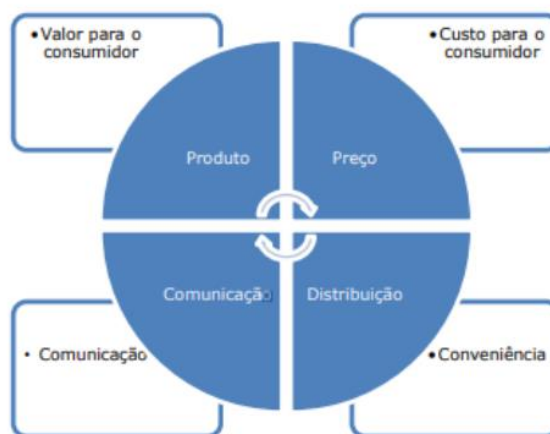 •Valor para o
consumidor
•Custo para o
consumidor
Produto
Preço
Comunicação
Distribuição
• Comunicação
•Conveniência